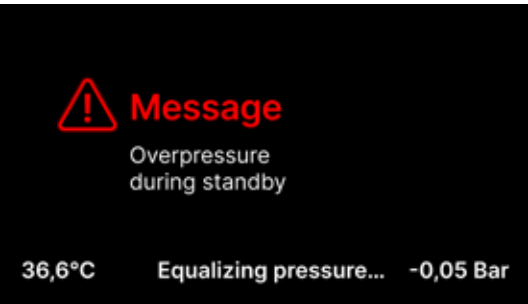 Message
Overpressure
during standby
36,6°C Equalizing pressure... -0,05 Bar